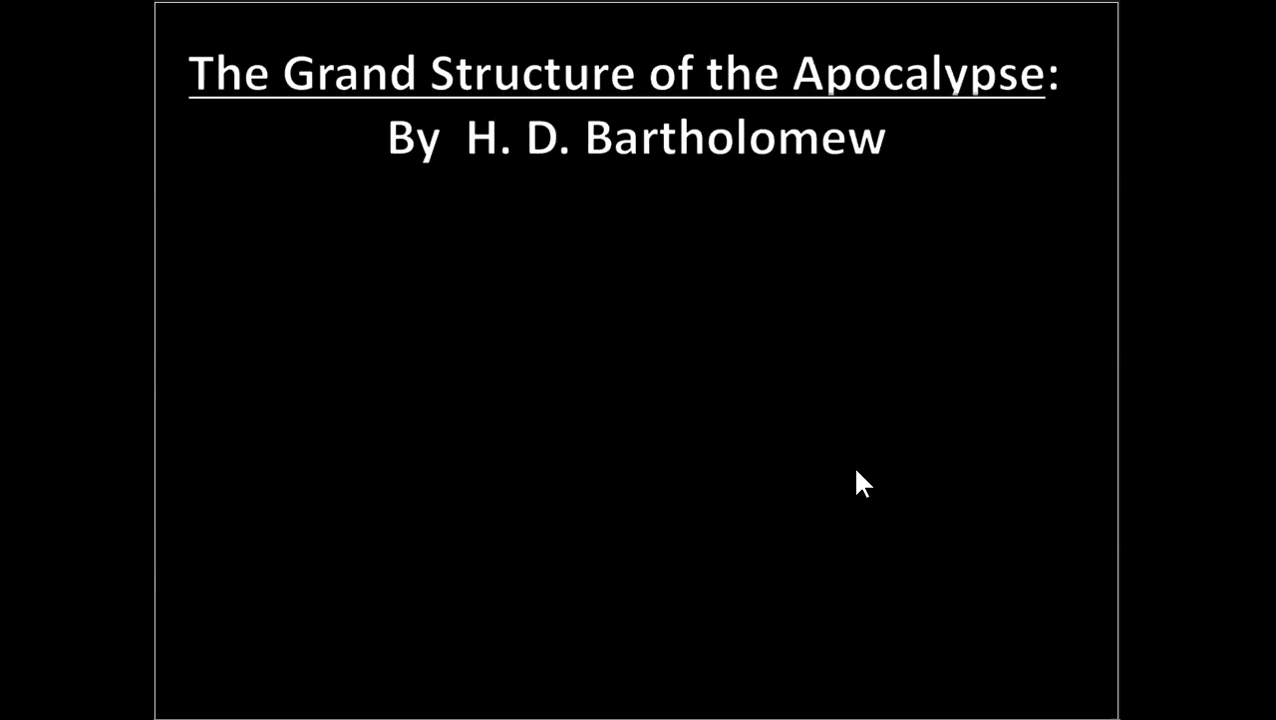 The Grand Structure of the Apocalypse:
By  H. D. Bartholomew